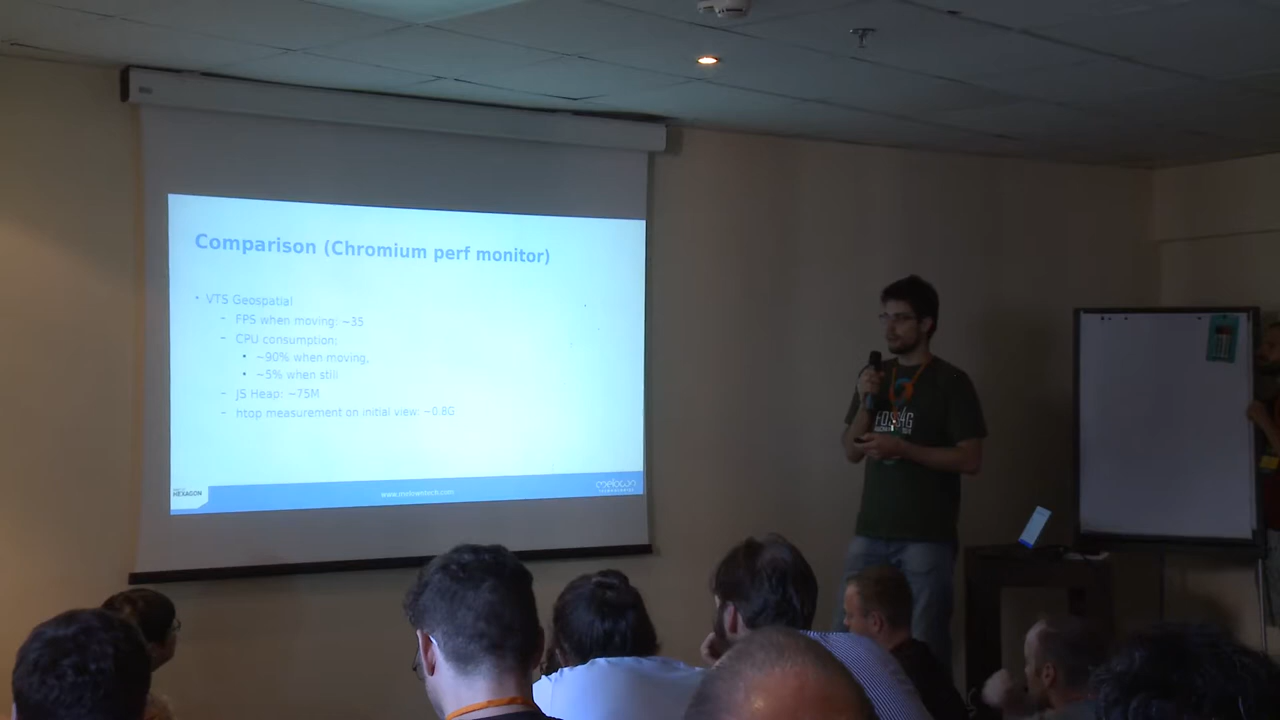 Comparison (Chromium perf monitor)
• VTS Geospatial
– FPS when moving: ~35
– CPU consumption:
• ~90% when moving,
• ~5% when still
– JS Heap: ~75M
– htop measurement on initial view: ~0.8G
HEXAGON
www.melowntech.com
melown
FOSS4G